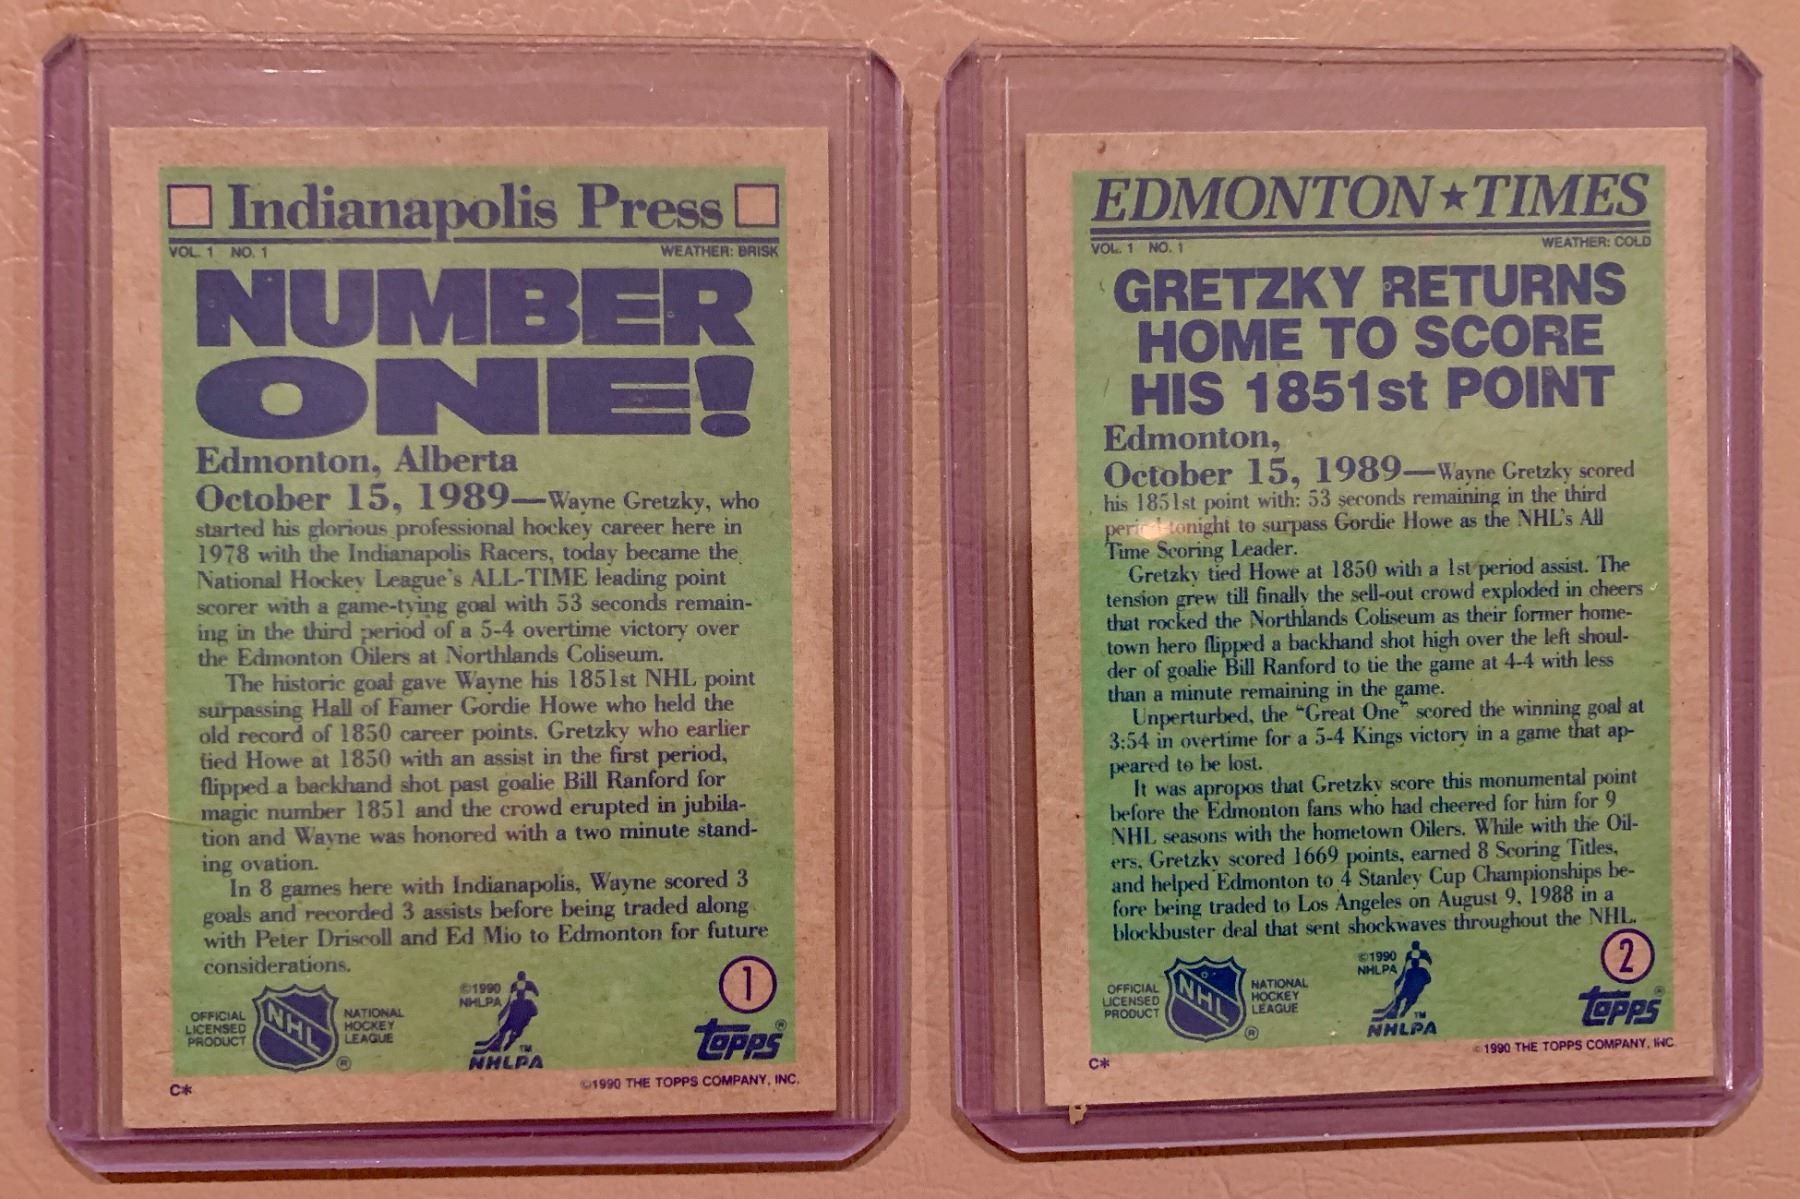 Indianapolis Press
VOL. 1 NO. 1 WEATHER: BRISK
NUMBER
ONE!
Edmonton, Alberta
October 15, 1989—Wayne Gretzky, who
started his glorious professional hockey career here in
1978 with the Indianapolis Racers, today became the
National Hockey League's ALL-TIME leading point
scorer with a game-tying goal with 53 seconds remain-
ing in the third period of a 5-4 overtime victory over
the Edmonton Oilers at Northlands Coliseum.
The historic goal gave Wayne his 1851st NHL point
surpassing Hall of Famer Gordie Howe who held the
old record of 1850 career points. Gretzky who earlier
tied Howe at 1850 with an assist in the first period,
flipped a backhand shot past goalie Bill Ranford for
magic number 1851 and the crowd erupted in jubila-
tion and Wayne was honored with a two minute stand-
ing ovation.
In 8 games here with Indianapolis, Wayne scored 3
goals and recorded 3 assists before being traded along
with Peter Driscoll and Ed Mio to Edmonton for future
considerations.
OFFICIAL
LICENSED
PRODUCT
NHL
®
NATIONAL
HOCKEY
LEAGUE
©1990
NHLPA
TM
NHLPA
1
Topps®
C*
©1990 THE TOPPS COMPANY, INC.
EDMONTON★TIMES
VOL. 1 NO. 1 WEATHER: COLD
GRETZKY RETURNS
HOME TO SCORE
HIS 1851st POINT
Edmonton,
October 15, 1989—Wayne Gretzky scored
his 1851st point with: 53 seconds remaining in the third
period tonight to surpass Gordie Howe as the NHL's All
Time Scoring Leader.
Gretzky tied Howe at 1850 with a 1st period assist. The
tension grew till finally the sell-out crowd exploded in cheers
that rocked the Northlands Coliseum as their former home-
town hero flipped a backhand shot high over the left shoul-
der of goalie Bill Ranford to tie the game at 4-4 with less
than a minute remaining in the game.
Unperturbed, the "Great One" scored the winning goal at
3:54 in overtime for a 5-4 Kings victory in a game that ap-
peared to be lost.
It was apropos that Gretzky score this monumental point
before the Edmonton fans who had cheered for him for 9
NHL seasons with the hometown Oilers. While with the Oil-
ers, Gretzky scored 1669 points, earned 8 Scoring Titles,
and helped Edmonton to 4 Stanley Cup Championships be-
fore being traded to Los Angeles on August 9, 1988 in a
blockbuster deal that sent shockwaves throughout the NHL.
OFFICIAL
LICENSED
PRODUCT
NHL
®
NATIONAL
HOCKEY
LEAGUE
©1990
NHLPA
TM
NHLPA
2
Topps®
C*
©1990 THE TOPPS COMPANY, INC.